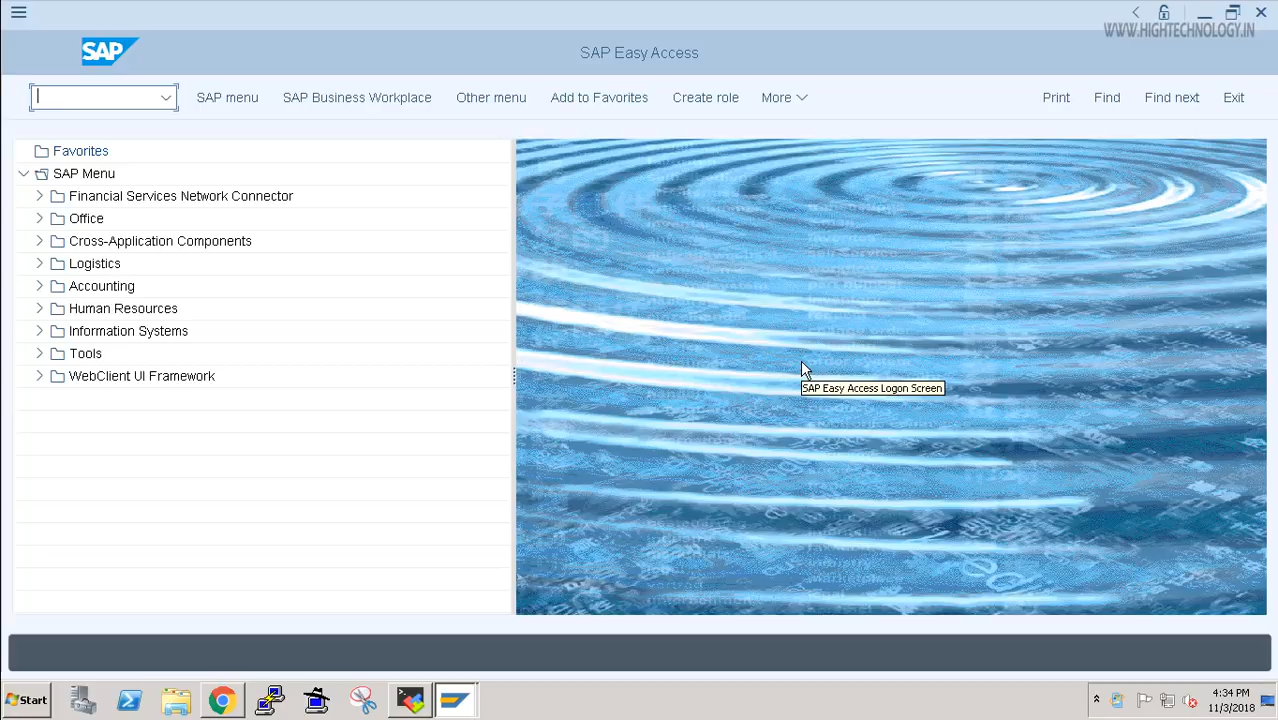 WWW.HIGHTECHNOLOGY.IN
SAP
SAP Easy Access
SAP menu SAP Business Workplace Other menu Add to Favorites Create role More Print Find Find next Exit
Favorites
SAP Menu
Financial Services Network Connector
Office
Cross-Application Components
Logistics
Accounting
Human Resources
Information Systems
Tools
WebClient UI Framework
SAP Easy Access Logon Screen
Start
4:34 PM
11/3/2018